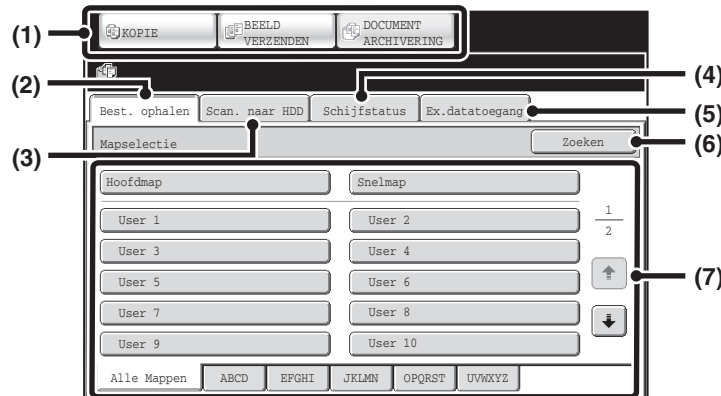 (1)
KOPIE
BEELD
VERZENDEN
DOCUMENT
ARCHIVERING
(2)
(4)
Best. ophalen
Scan. naar HDD
Schijfstatus
Ex.datatoegang
(5)
(3)
Mapselectie
Zoeken
(6)
Hoofdmap
Snelmap
User 1
User 2
1
2
User 3
User 4
User 5
User 6
(7)
User 7
User 8
User 9
User 10
Alle Mappen
ABCD
EFGHI
JKLMN
OPQRST
UVWXYZ